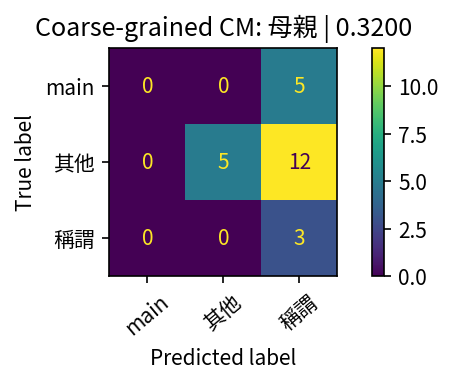 Coarse-grained CM: 母親 | 0.3200
True label
main 0 0 5
其他 0 5 12
稱謂 0 0 3
main 其他 稱謂
Predicted label
10.0
7.5
5.0
2.5
0.0